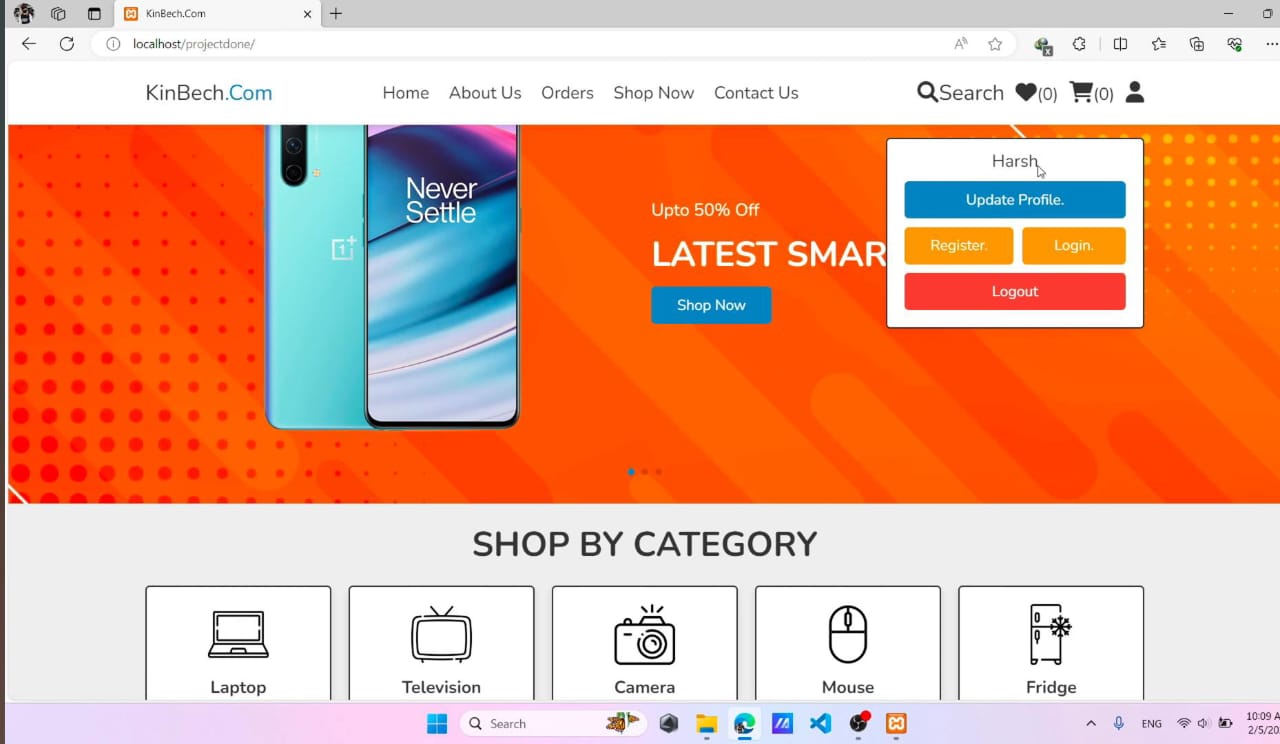 KinBech.Com
localhost/projectdone/
KinBech.Com
Home About Us Orders Shop Now Contact Us
Search (0) (0)
Never
Settle
1+
Upto 50% Off
LATEST SMAR
Shop Now
Harsh
Update Profile.
Register. Login.
Logout
SHOP BY CATEGORY
Laptop Television Camera Mouse Fridge
Search
ENG
10:09 A
2/5/20